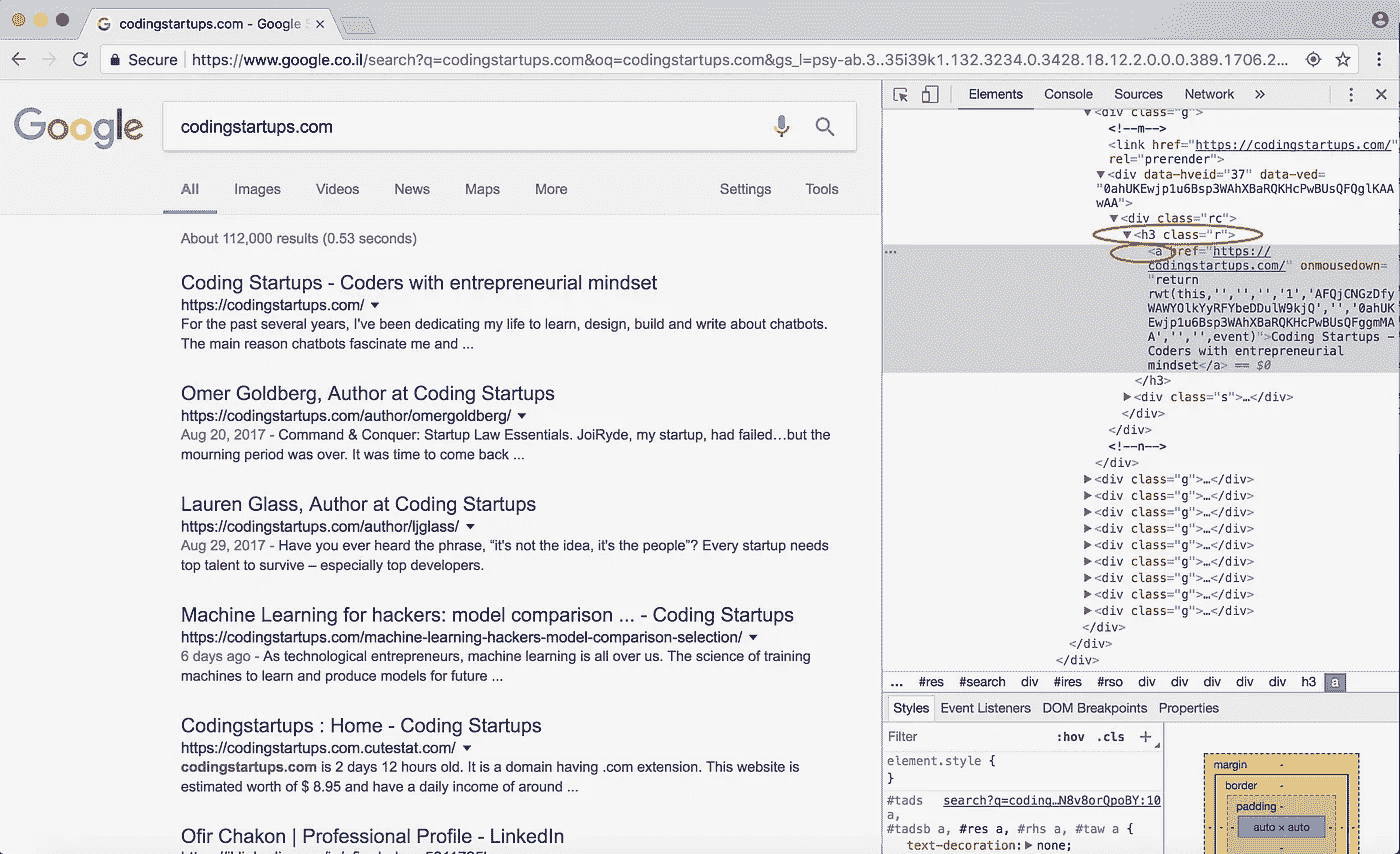 codingstartups.com - Google S
Secure
https://www.google.co.il/search?q=codingstartups.com&oq=codingstartups.com&gs_l=psy-ab.3..35i39k1.132.3234.0.3428.18.12.2.0.0.0.389.1706.2...
Google
codingstartups.com
All Images Videos News Maps More Settings Tools
About 112,000 results (0.53 seconds)
Coding Startups - Coders with entrepreneurial mindset
https://codingstartups.com/
For the past several years, I've been dedicating my life to learn, design, build and write about chatbots.
The main reason chatbots fascinate me and ...
Omer Goldberg, Author at Coding Startups
https://codingstartups.com/author/omergoldberg/
Aug 20, 2017 - Command & Conquer: Startup Law Essentials. JoiRyde, my startup, had failed…but the
mourning period was over. It was time to come back ...
Lauren Glass, Author at Coding Startups
https://codingstartups.com/author/ljglass/
Aug 29, 2017 - Have you ever heard the phrase, “it's not the idea, it's the people”? Every startup needs
top talent to survive – especially top developers.
Machine Learning for hackers: model comparison ... - Coding Startups
https://codingstartups.com/machine-learning-hackers-model-comparison-selection/
6 days ago - As technological entrepreneurs, machine learning is all over us. The science of training
machines to learn and produce models for future ...
Codingstartups : Home - Coding Startups
https://codingstartups.com.cutestat.com/
codingstartups.com is 2 days 12 hours old. It is a domain having .com extension. This website is
estimated worth of $ 8.95 and have a daily income of around ...
Ofir Chakon | Professional Profile - LinkedIn
Elements Console Sources Network »
<div class="g">
<!--m-->
<link href="https://codingstartups.com/"
rel="prerender">
<div data-hveid="37" data-ved=
"0ahUKEwjp1u6Bsp3WAhXBaRQKHcPwBUsQFQglKAA
wAA">
<div class="rc">
<h3 class="r">
<a href="https://
codingstartups.com/" onmousedown=
"return
rwt(this,'','','','1','AFQjCNGzDfy
WAWYOlkYyRFYbeDDulW9kjQ','','0ahUK
Ewjp1u6Bsp3WAhXBaRQKHcPwBUsQFggmMA
A','','',event)">Coding Startups -
Coders with entrepreneurial
mindset</a> == $0
</h3>
<div class="s">…</div>
</div>
</div>
<!--n-->
</div>
<div class="g">…</div>
<div class="g">…</div>
<div class="g">…</div>
<div class="g">…</div>
<div class="g">…</div>
<div class="g">…</div>
<div class="g">…</div>
<div class="g">…</div>
<div class="g">…</div>
</div>
</div>
</div>
... #res #search div #ires #rso div div div div div h3 a
Styles Event Listeners DOM Breakpoints Properties
Filter :hov .cls +
element.style {
}
#tads search?q=coding…N8v8orQpoBY:10
a,
#tadsb a, #res a, #rhs a, #taw a {
text-decoration: none;
margin -
border -
padding -
auto × auto
-